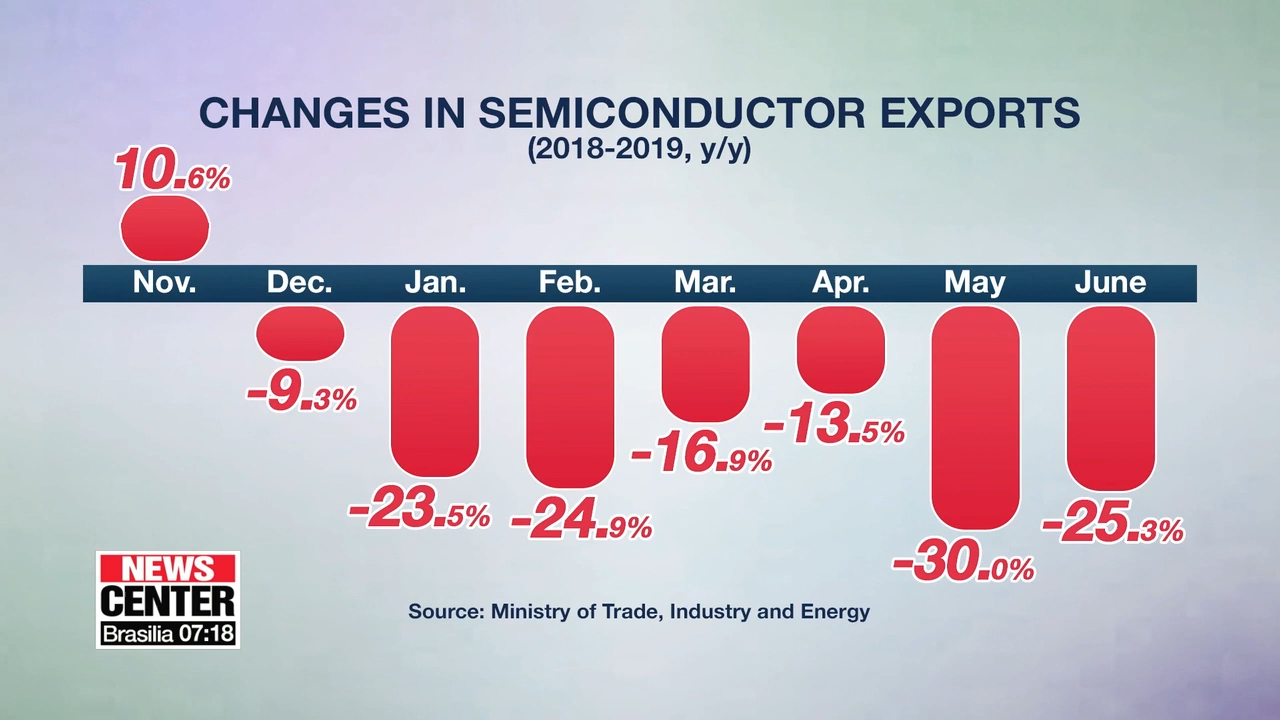 CHANGES IN SEMICONDUCTOR EXPORTS
(2018-2019, y/y)
10.6%
Nov. Dec. Jan. Feb. Mar. Apr. May June
-9.3%
-23.5%
-24.9%
-16.9%
-13.5%
-30.0%
-25.3%
NEWS
CENTER
Brasilia 07:18
Source: Ministry of Trade, Industry and Energy